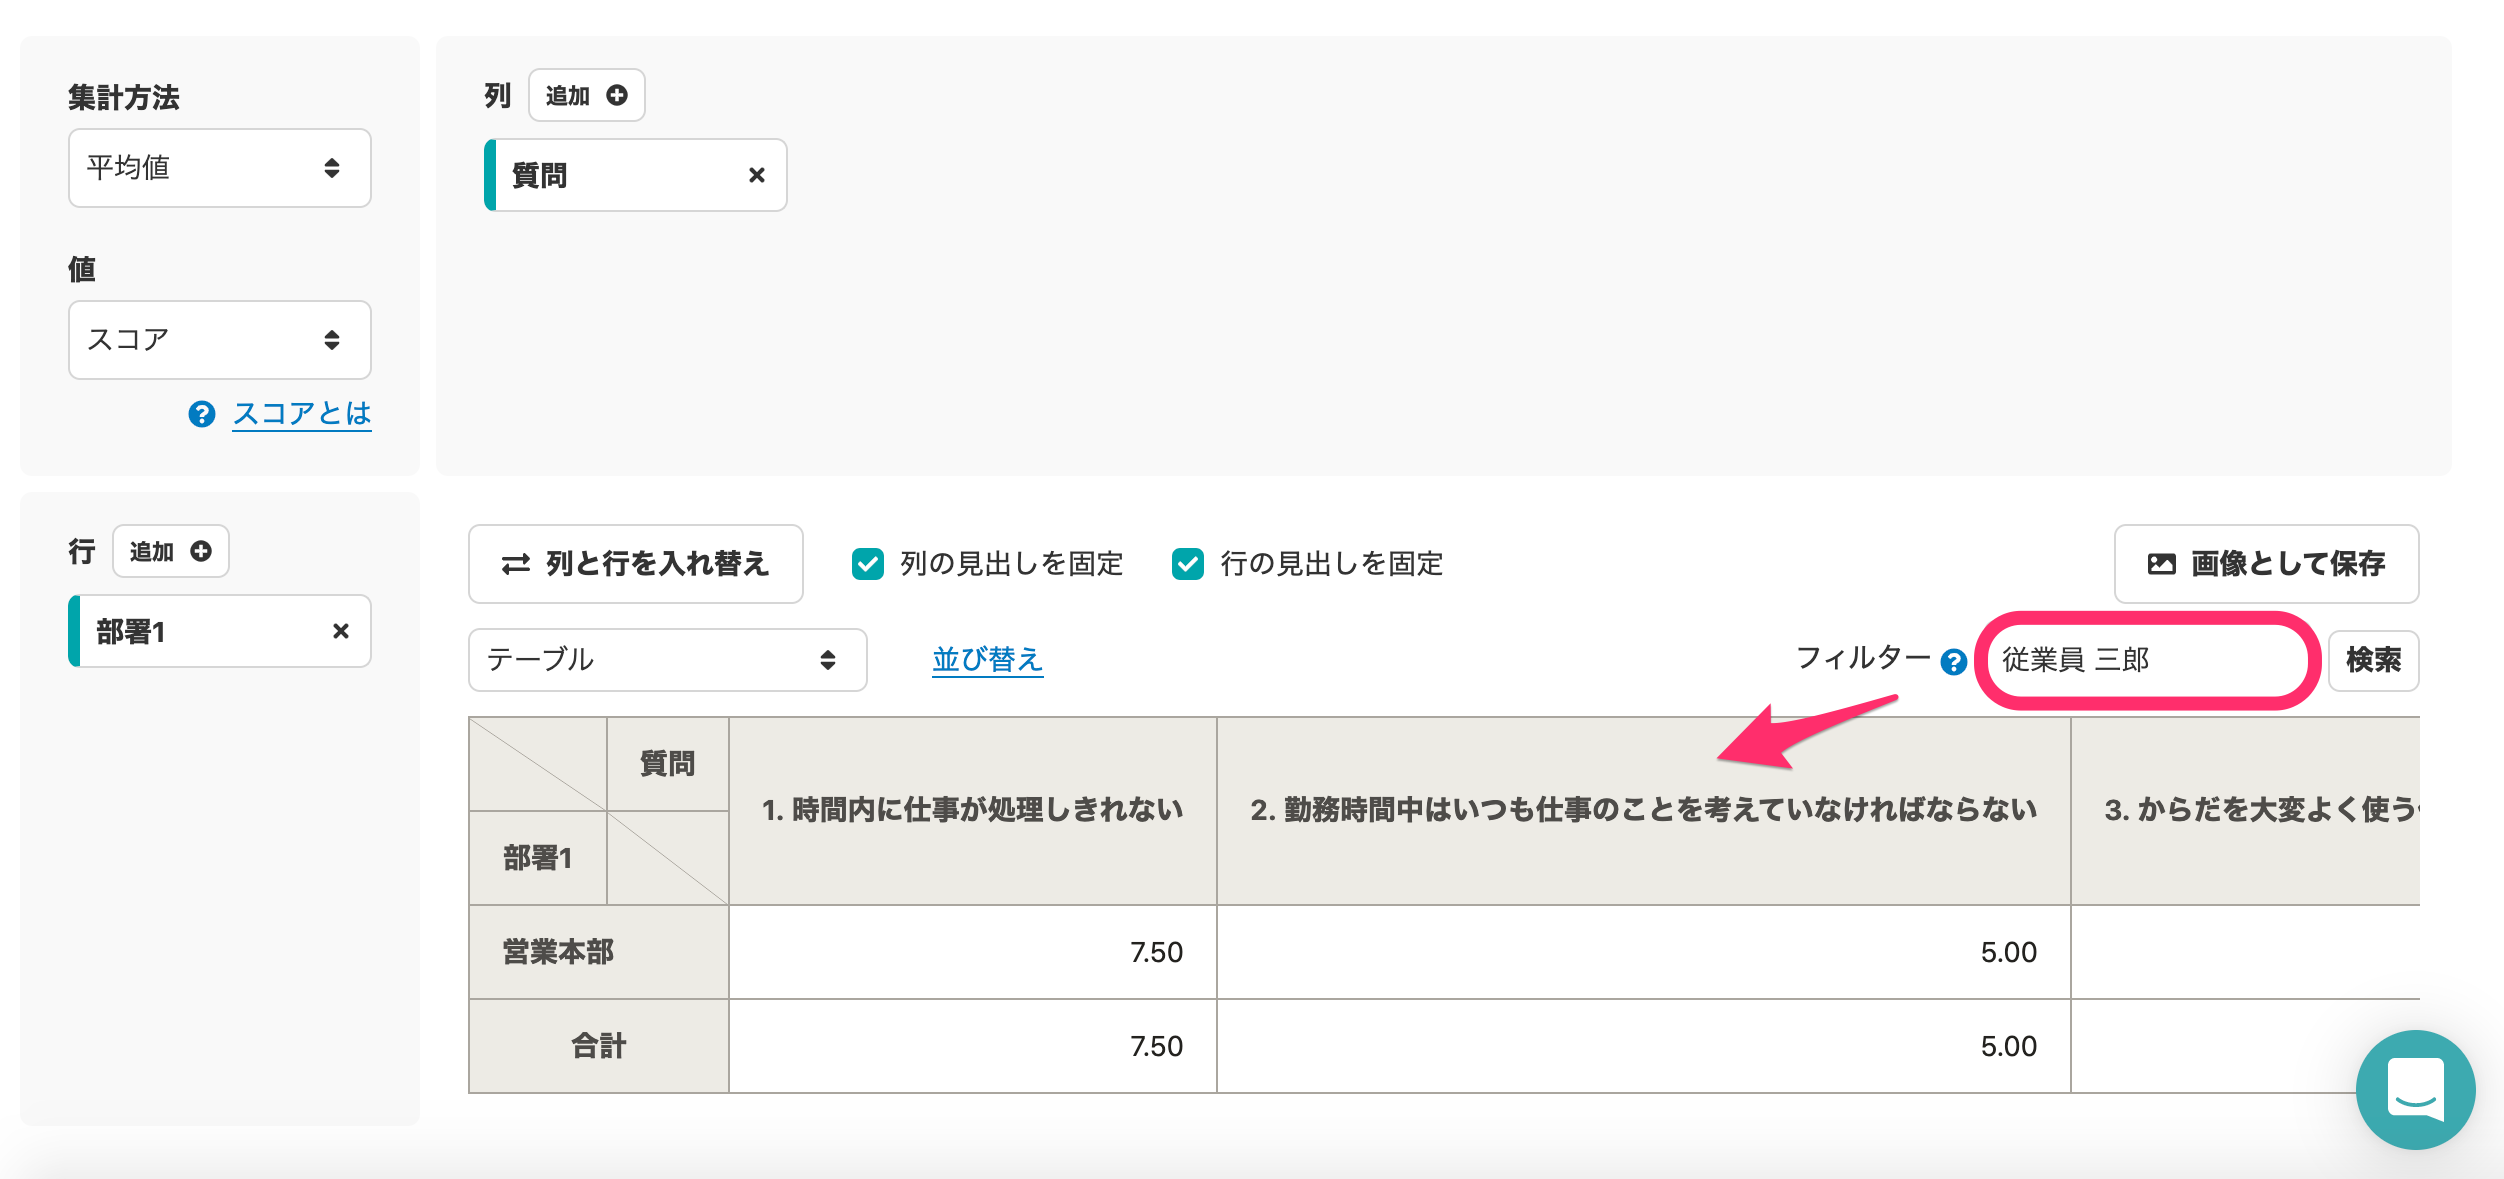 集計方法
平均値
値
スコア
? スコアとは
列 追加
質問
行 追加
部署1
列と行を入れ替え 列の見出しを固定 行の見出しを固定 画像として保存
テーブル 並び替え フィルター ? 従業員 三郎 検索
質問
部署1
1. 時間内に仕事が処理しきれない 2. 勤務時間中はいつも仕事のことを考えていなければならない 3. からだを大変よく使う
営業本部 7.50 5.00
合計 7.50 5.00